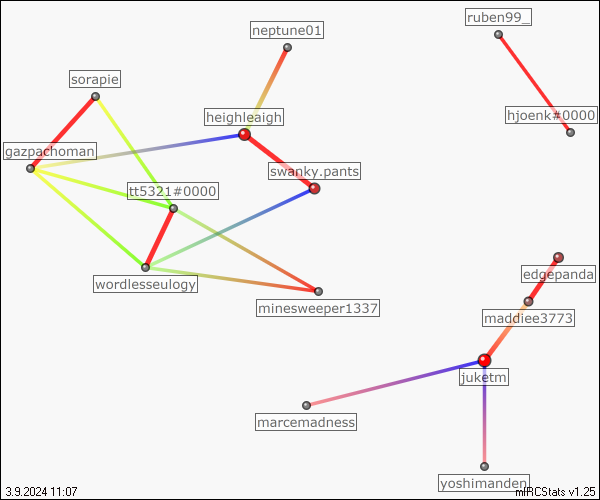 ruben99_
neptune01
sorapie
heighleigh
hjoenk#0000
gazpachoman
swanky.pants
tt5321#0000
edgepanda
wordlesseulogy
minesweeper1337
maddiee3773
juketm
marcemadness
yoshimanden
3.9.2024 11:07
mIRCStats v1.25